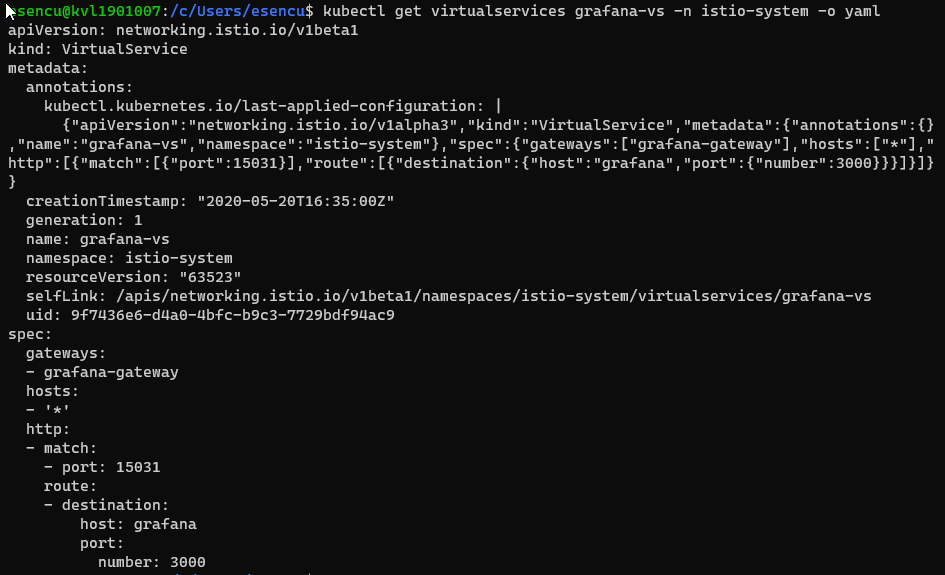 esencu@kvl1901007:/c/Users/esencu$ kubectl get virtualservices grafana-vs -n istio-system -o yaml
apiVersion: networking.istio.io/v1beta1
kind: VirtualService
metadata:
  annotations:
    kubectl.kubernetes.io/last-applied-configuration: |
      {"apiVersion":"networking.istio.io/v1alpha3","kind":"VirtualService","metadata":{"annotations":{}
,"name":"grafana-vs","namespace":"istio-system"},"spec":{"gateways":["grafana-gateway"],"hosts":["*"],"
http":[{"match":[{"port":15031}],"route":[{"destination":{"host":"grafana","port":{"number":3000}}}]}]}
}
  creationTimestamp: "2020-05-20T16:35:00Z"
  generation: 1
  name: grafana-vs
  namespace: istio-system
  resourceVersion: "63523"
  selfLink: /apis/networking.istio.io/v1beta1/namespaces/istio-system/virtualservices/grafana-vs
  uid: 9f7436e6-d4a0-4bfc-b9c3-7729bdf94ac9
spec:
  gateways:
  - grafana-gateway
  hosts:
  - '*'
  http:
  - match:
    - port: 15031
    route:
    - destination:
        host: grafana
        port:
          number: 3000